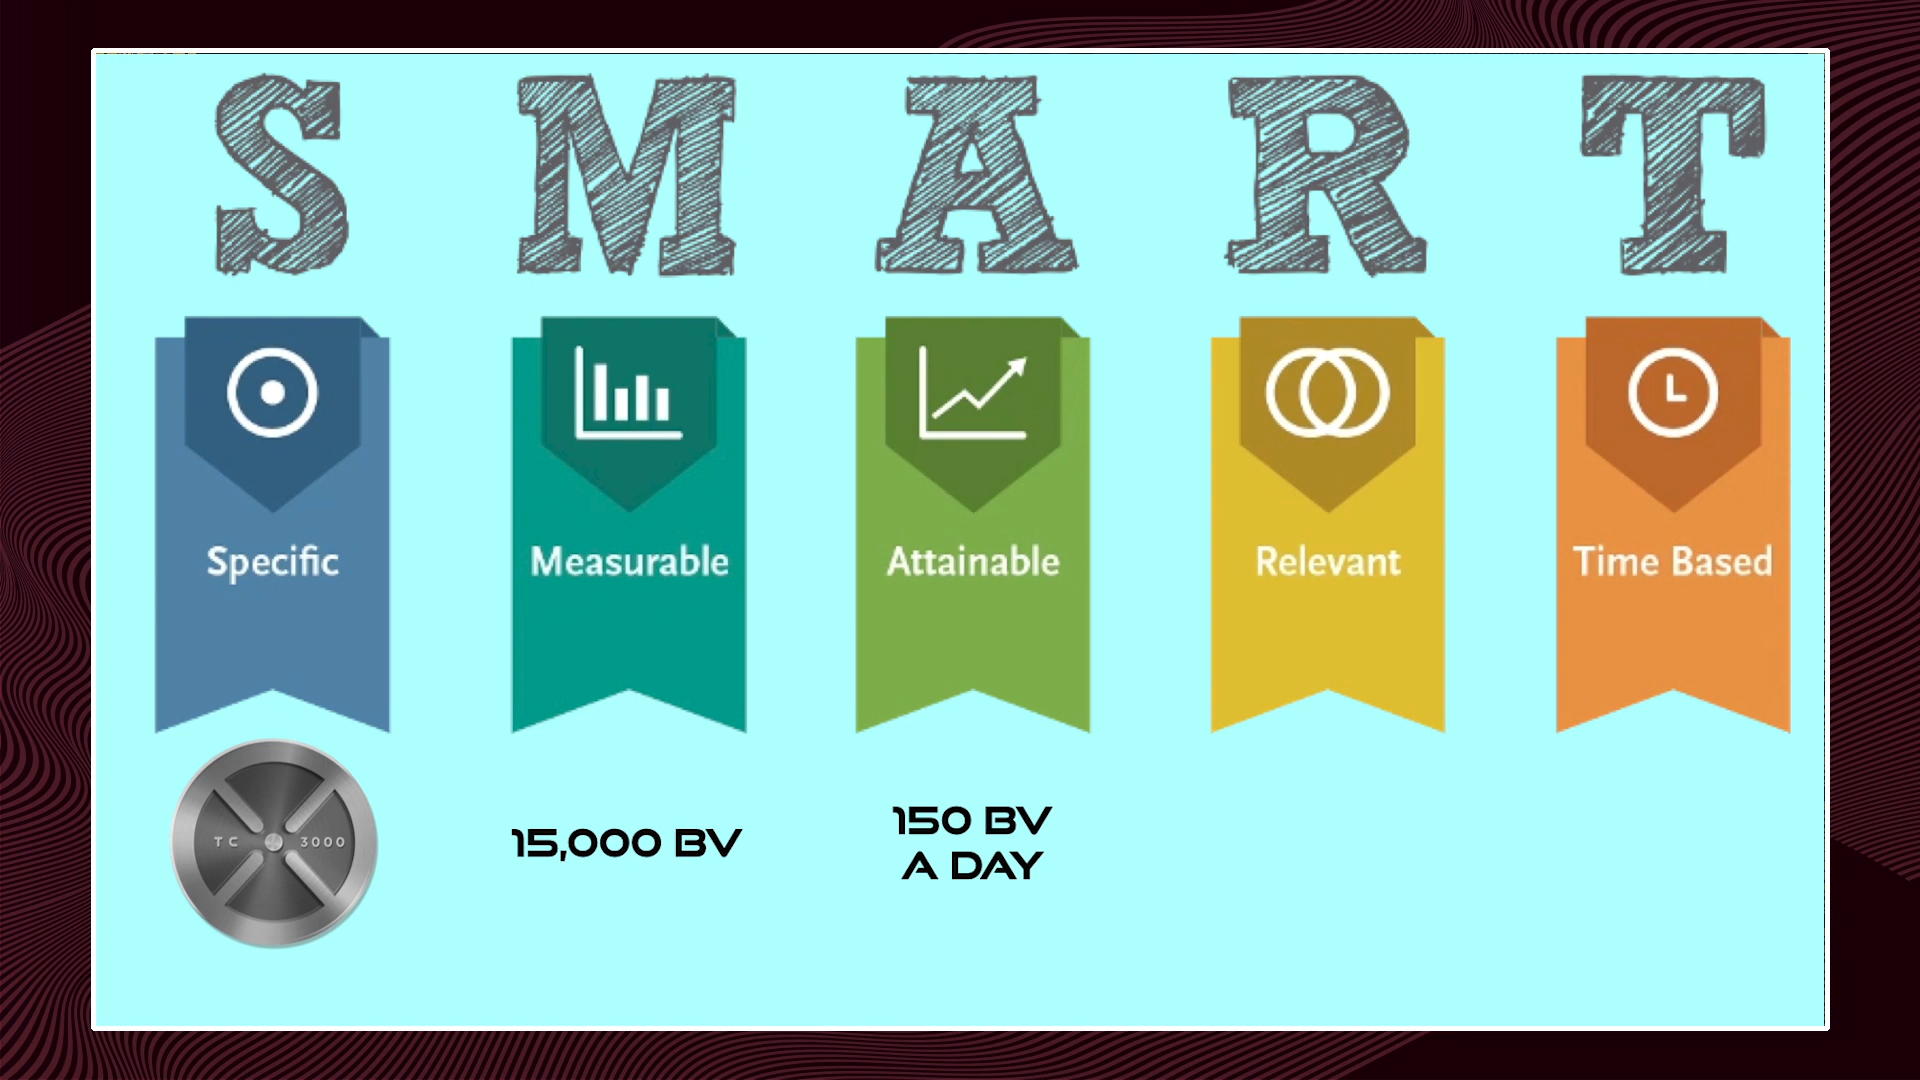 S M A R T
Specific
Measurable
Attainable
Relevant
Time Based
TC 3000
15,000 BV
150 BV
A DAY